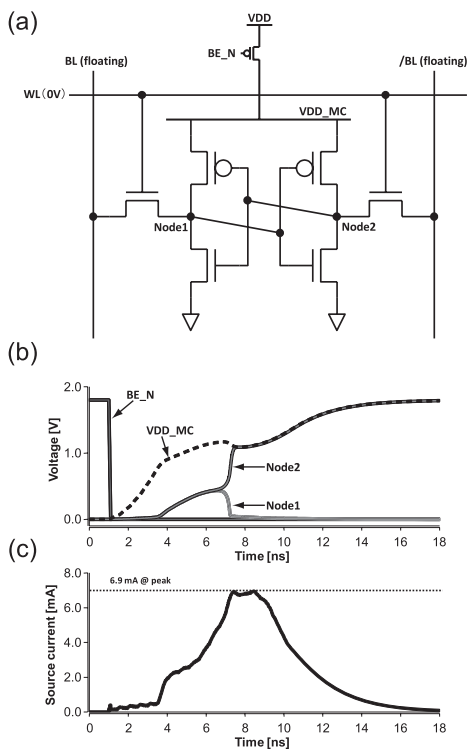 (a)
VDD
BE_N
BL (floating)
/BL (floating)
WL(0V)
VDD_MC
Node1
Node2
(b)
2.0
1.0
0.0
Voltage [V]
BE_N
VDD_MC
Node2
Node1
0 2 4 6 8 10 12 14 16 18
Time [ns]
(c)
6.9 mA @ peak
8.0
6.0
4.0
2.0
0.0
Source current [mA]
0 2 4 6 8 10 12 14 16 18
Time [ns]